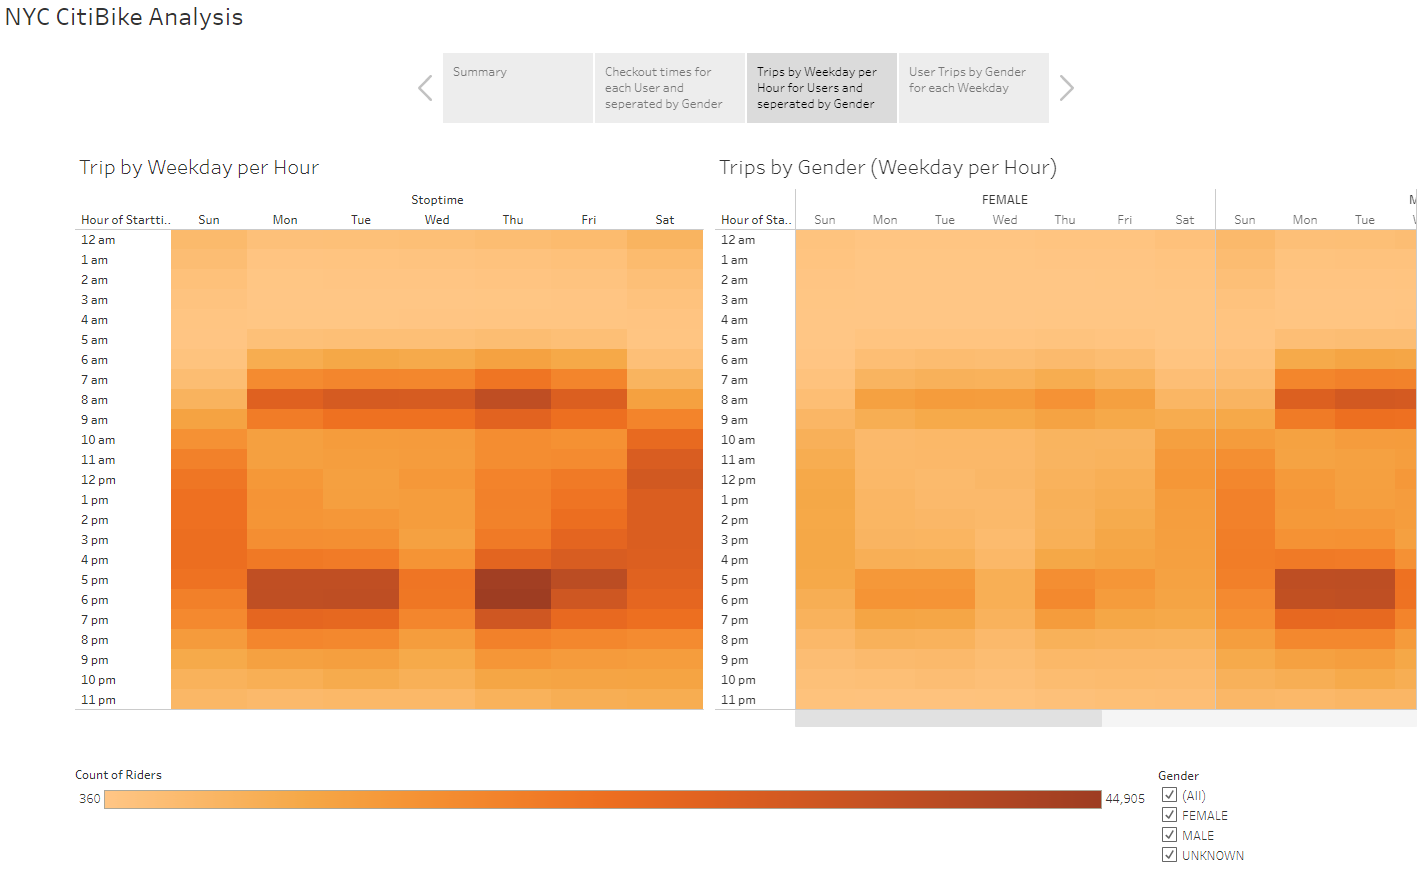 NYC CitiBike Analysis
Summary
Checkout times for
each User and
seperated by Gender
Trips by Weekday per
Hour for Users and
seperated by Gender
User Trips by Gender
for each Weekday
Trip by Weekday per Hour
Stoptime
Hour of Startti.. Sun Mon Tue Wed Thu Fri Sat
12 am
1 am
2 am
3 am
4 am
5 am
6 am
7 am
8 am
9 am
10 am
11 am
12 pm
1 pm
2 pm
3 pm
4 pm
5 pm
6 pm
7 pm
8 pm
9 pm
10 pm
11 pm
Trips by Gender (Weekday per Hour)
FEMALE
Hour of Sta.. Sun Mon Tue Wed Thu Fri Sat Sun Mon Tue
12 am
1 am
2 am
3 am
4 am
5 am
6 am
7 am
8 am
9 am
10 am
11 am
12 pm
1 pm
2 pm
3 pm
4 pm
5 pm
6 pm
7 pm
8 pm
9 pm
10 pm
11 pm
Count of Riders
360 44,905
Gender
(All)
FEMALE
MALE
UNKNOWN